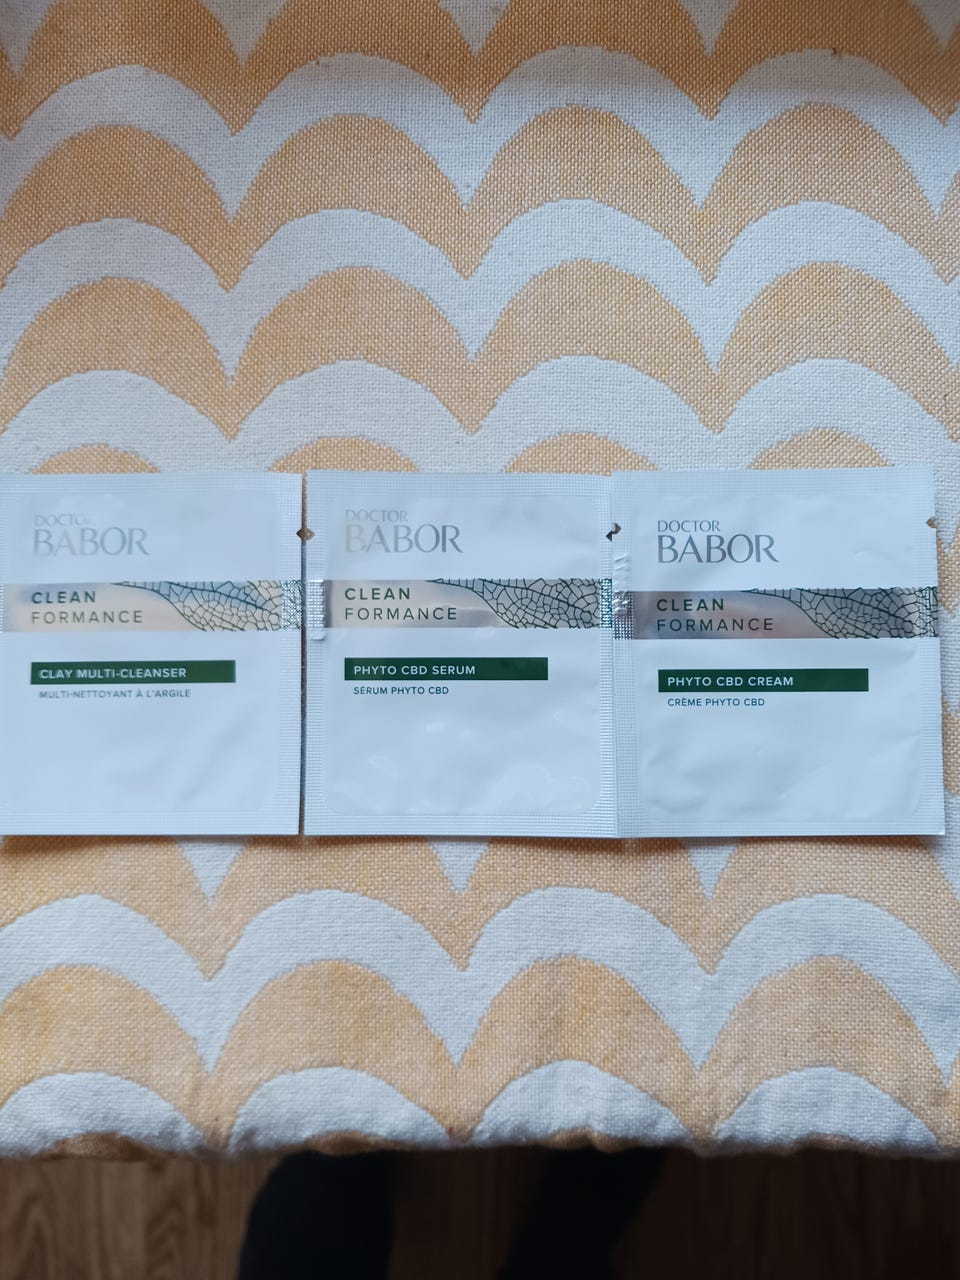 DOCTOR
BABOR
CLEAN
FORMANCE
CLAY MULTI-CLEANSER
MULTI-NETTOYANT À L'ARGILE
DOCTOR
BABOR
CLEAN
FORMANCE
PHYTO CBD SERUM
SÉRUM PHYTO CBD
DOCTOR
BABOR
CLEAN
FORMANCE
PHYTO CBD CREAM
CRÈME PHYTO CBD